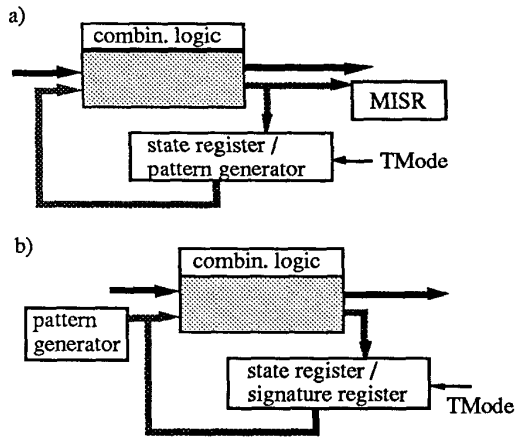 a)
combin. logic
MISR
state register /
pattern generator
TMode
b)
combin. logic
pattern
generator
state register /
signature register
TMode